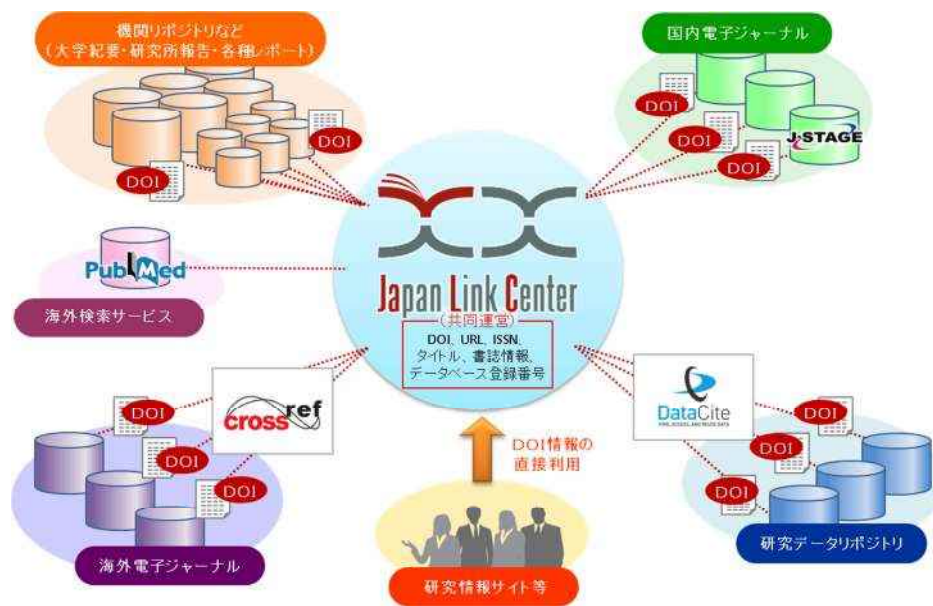 機関リポジトリなど
(大学紀要・研究所報告・各種レポート)
DOI
DOI
国内電子ジャーナル
DOI
DOI
DOI
J-STAGE
PubMed
海外検索サービス
Japan Link Center
(共同運営)
DOI, URL, ISSN,
タイトル、書誌情報、
データベース登録番号
crossref
DOI
DOI
DOI
海外電子ジャーナル
DOI情報の
直接利用
研究情報サイト等
DataCite
FIND, ACCESS, AND REUSE DATA
DOI
DOI
DOI
研究データリポジトリ